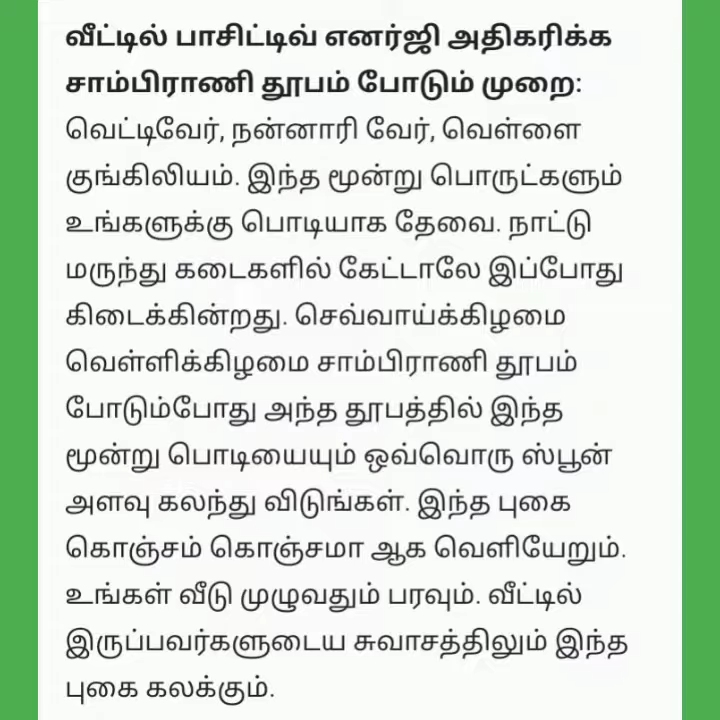 வீட்டில் பாசிட்டிவ் எனர்ஜி அதிகரிக்க
சாம்பிராணி தூபம் போடும் முறை:
வெட்டிவேர், நன்னாரி வேர், வெள்ளை
குங்கிலியம். இந்த மூன்று பொருட்களும்
உங்களுக்கு பொடியாக தேவை. நாட்டு
மருந்து கடைகளில் கேட்டாலே இப்போது
கிடைக்கின்றது. செவ்வாய்க்கிழமை
வெள்ளிக்கிழமை சாம்பிராணி தூபம்
போடும்போது அந்த தூபத்தில் இந்த
மூன்று பொடியையும் ஒவ்வொரு ஸ்பூன்
அளவு கலந்து விடுங்கள். இந்த புகை
கொஞ்சம் கொஞ்சமா ஆக வெளியேறும்.
உங்கள் வீடு முழுவதும் பரவும். வீட்டில்
இருப்பவர்களுடைய சுவாசத்திலும் இந்த
புகை கலக்கும்.